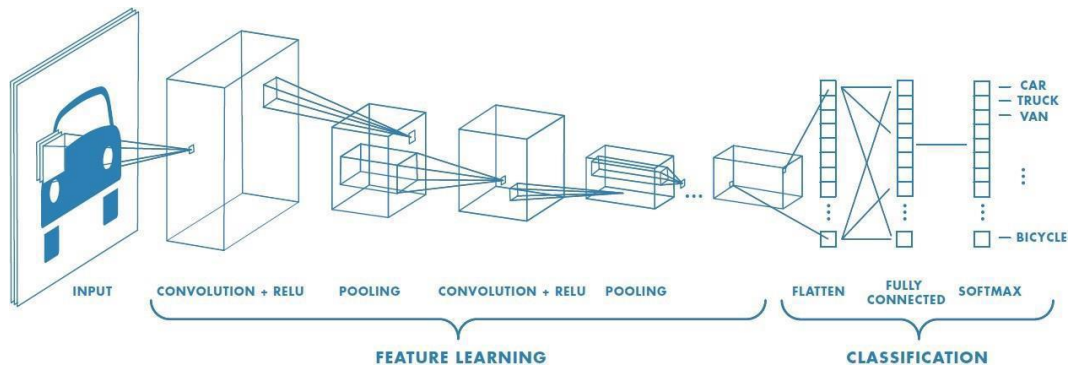 CAR
TRUCK
VAN
BICYCLE
INPUT
CONVOLUTION + RELU
POOLING
CONVOLUTION + RELU
POOLING
FLATTEN
FULLY
CONNECTED
SOFTMAX
FEATURE LEARNING
CLASSIFICATION